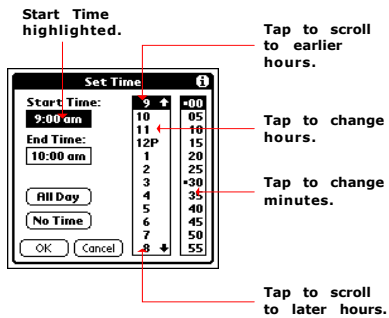 Start Time
highlighted.
Tap to scroll
to earlier
hours.
Set Time
i
Start Time:
9:00 am
End Time:
10:00 am
All Day
No Time
OK
Cancel
9
10
11
12P
1
2
3
4
5
6
7
8
00
05
10
15
20
25
30
35
40
45
50
55
Tap to change
hours.
Tap to change
minutes.
Tap to scroll
to later hours.